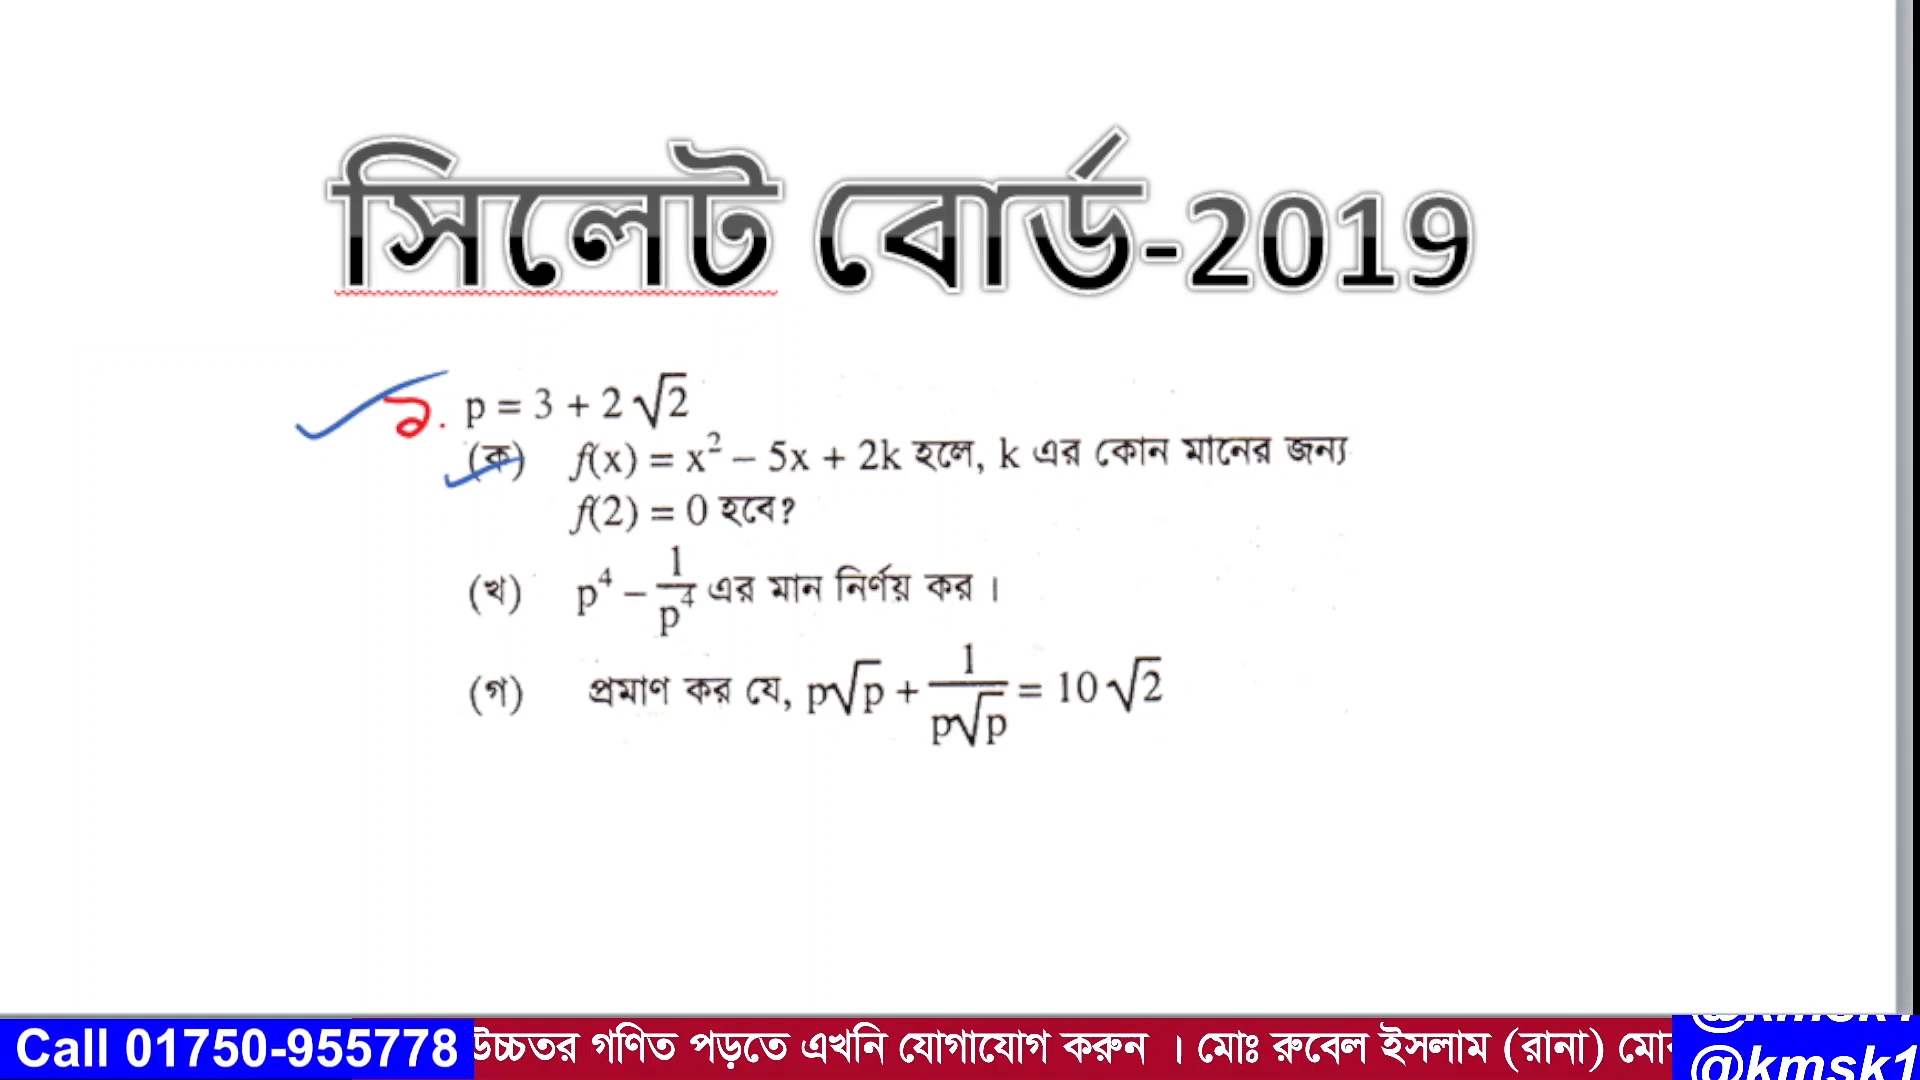 সিলেট বোর্ড-2019
১. p = 3 + 2√2
(ক) f(x) = x² – 5x + 2k হলে, k এর কোন মানের জন্য
f(2) = 0 হবে?
(খ) p⁴ – 1/p⁴ এর মান নির্ণয় কর ।
(গ) প্রমাণ কর যে, p√p + 1/p√p = 10√2
Call 01750-955778 উচ্চতর গণিত পড়তে এখনি যোগাযোগ করুন । মোঃ রুবেল ইসলাম (রানা) @kmsk1